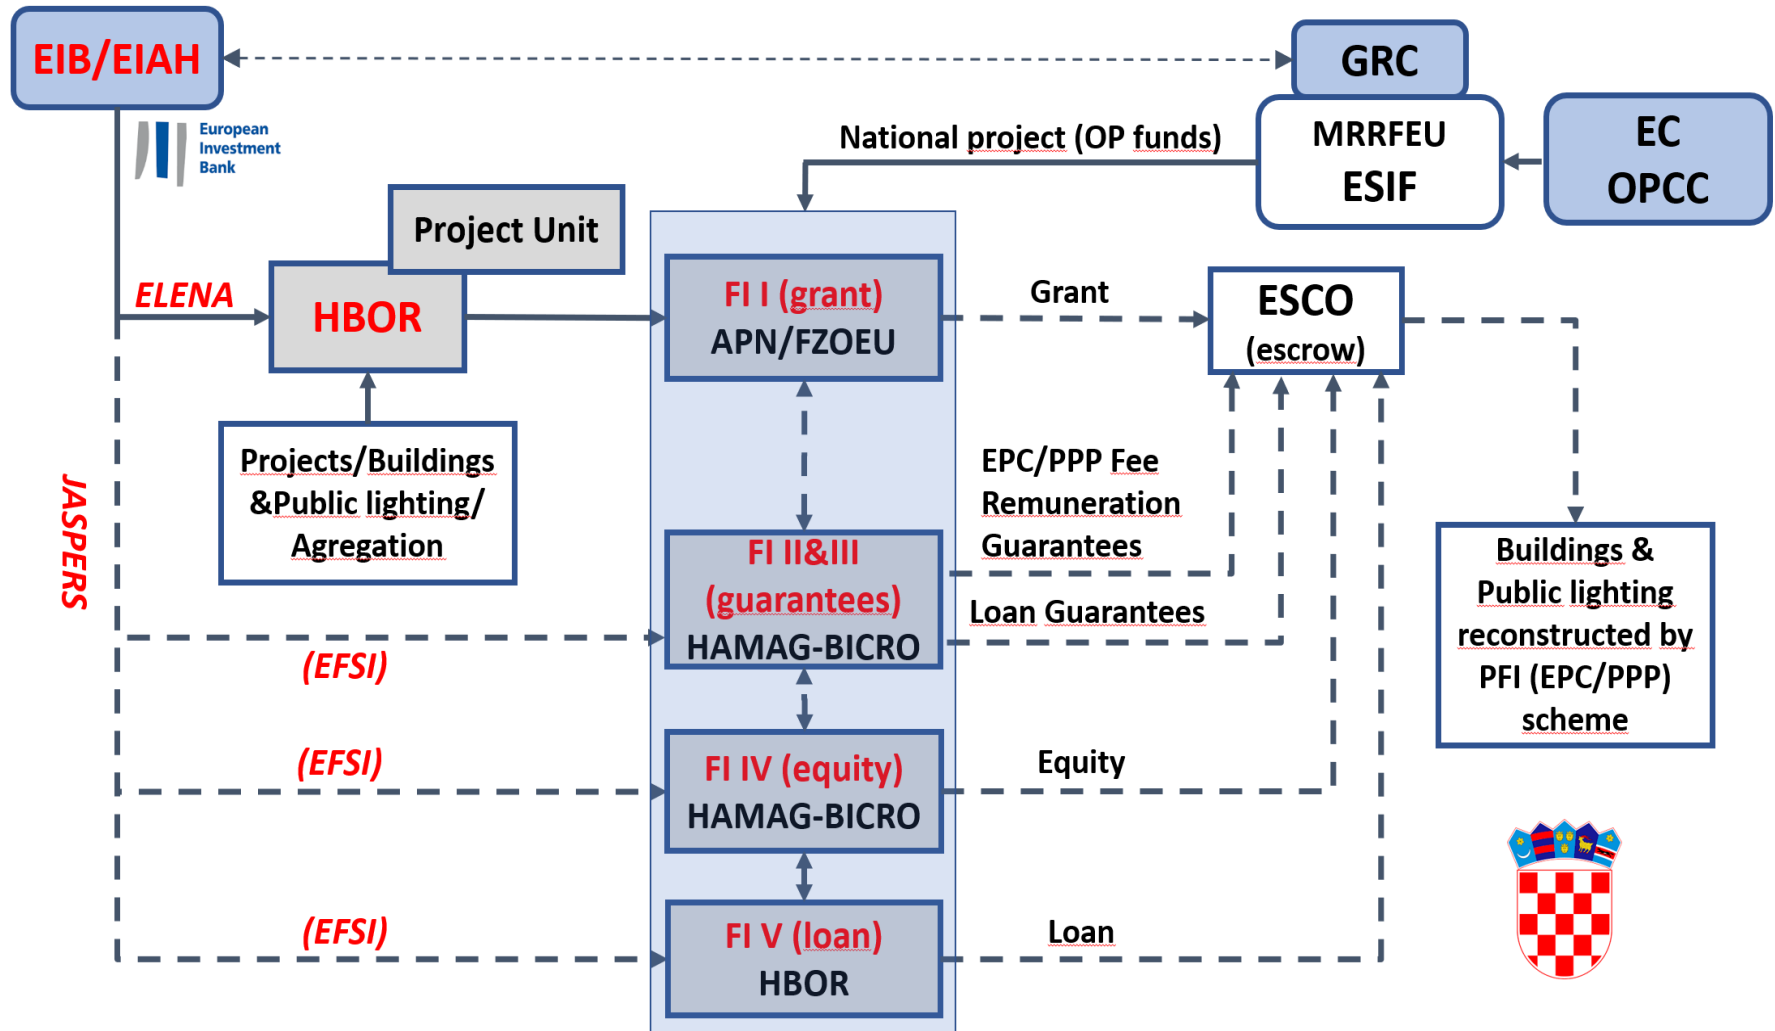 EIB/EIAH
GRC
European
Investment
Bank
National project (OP funds)
MRRFEU
ESIF
EC
OPCC
Project Unit
ELENA
HBOR
FI I (grant)
APN/FZOEU
Grant
ESCO
(escrow)
Projects/Buildings
&Public lighting/
Agregation
JASPERS
EPC/PPP Fee
Remuneration
Guarantees
FI II&III
(guarantees)
HAMAG-BICRO
Loan Guarantees
(EFSI)
Buildings &
Public lighting
reconstructed by
PFI (EPC/PPP)
scheme
(EFSI)
FI IV (equity)
HAMAG-BICRO
Equity
(EFSI)
FI V (loan)
HBOR
Loan